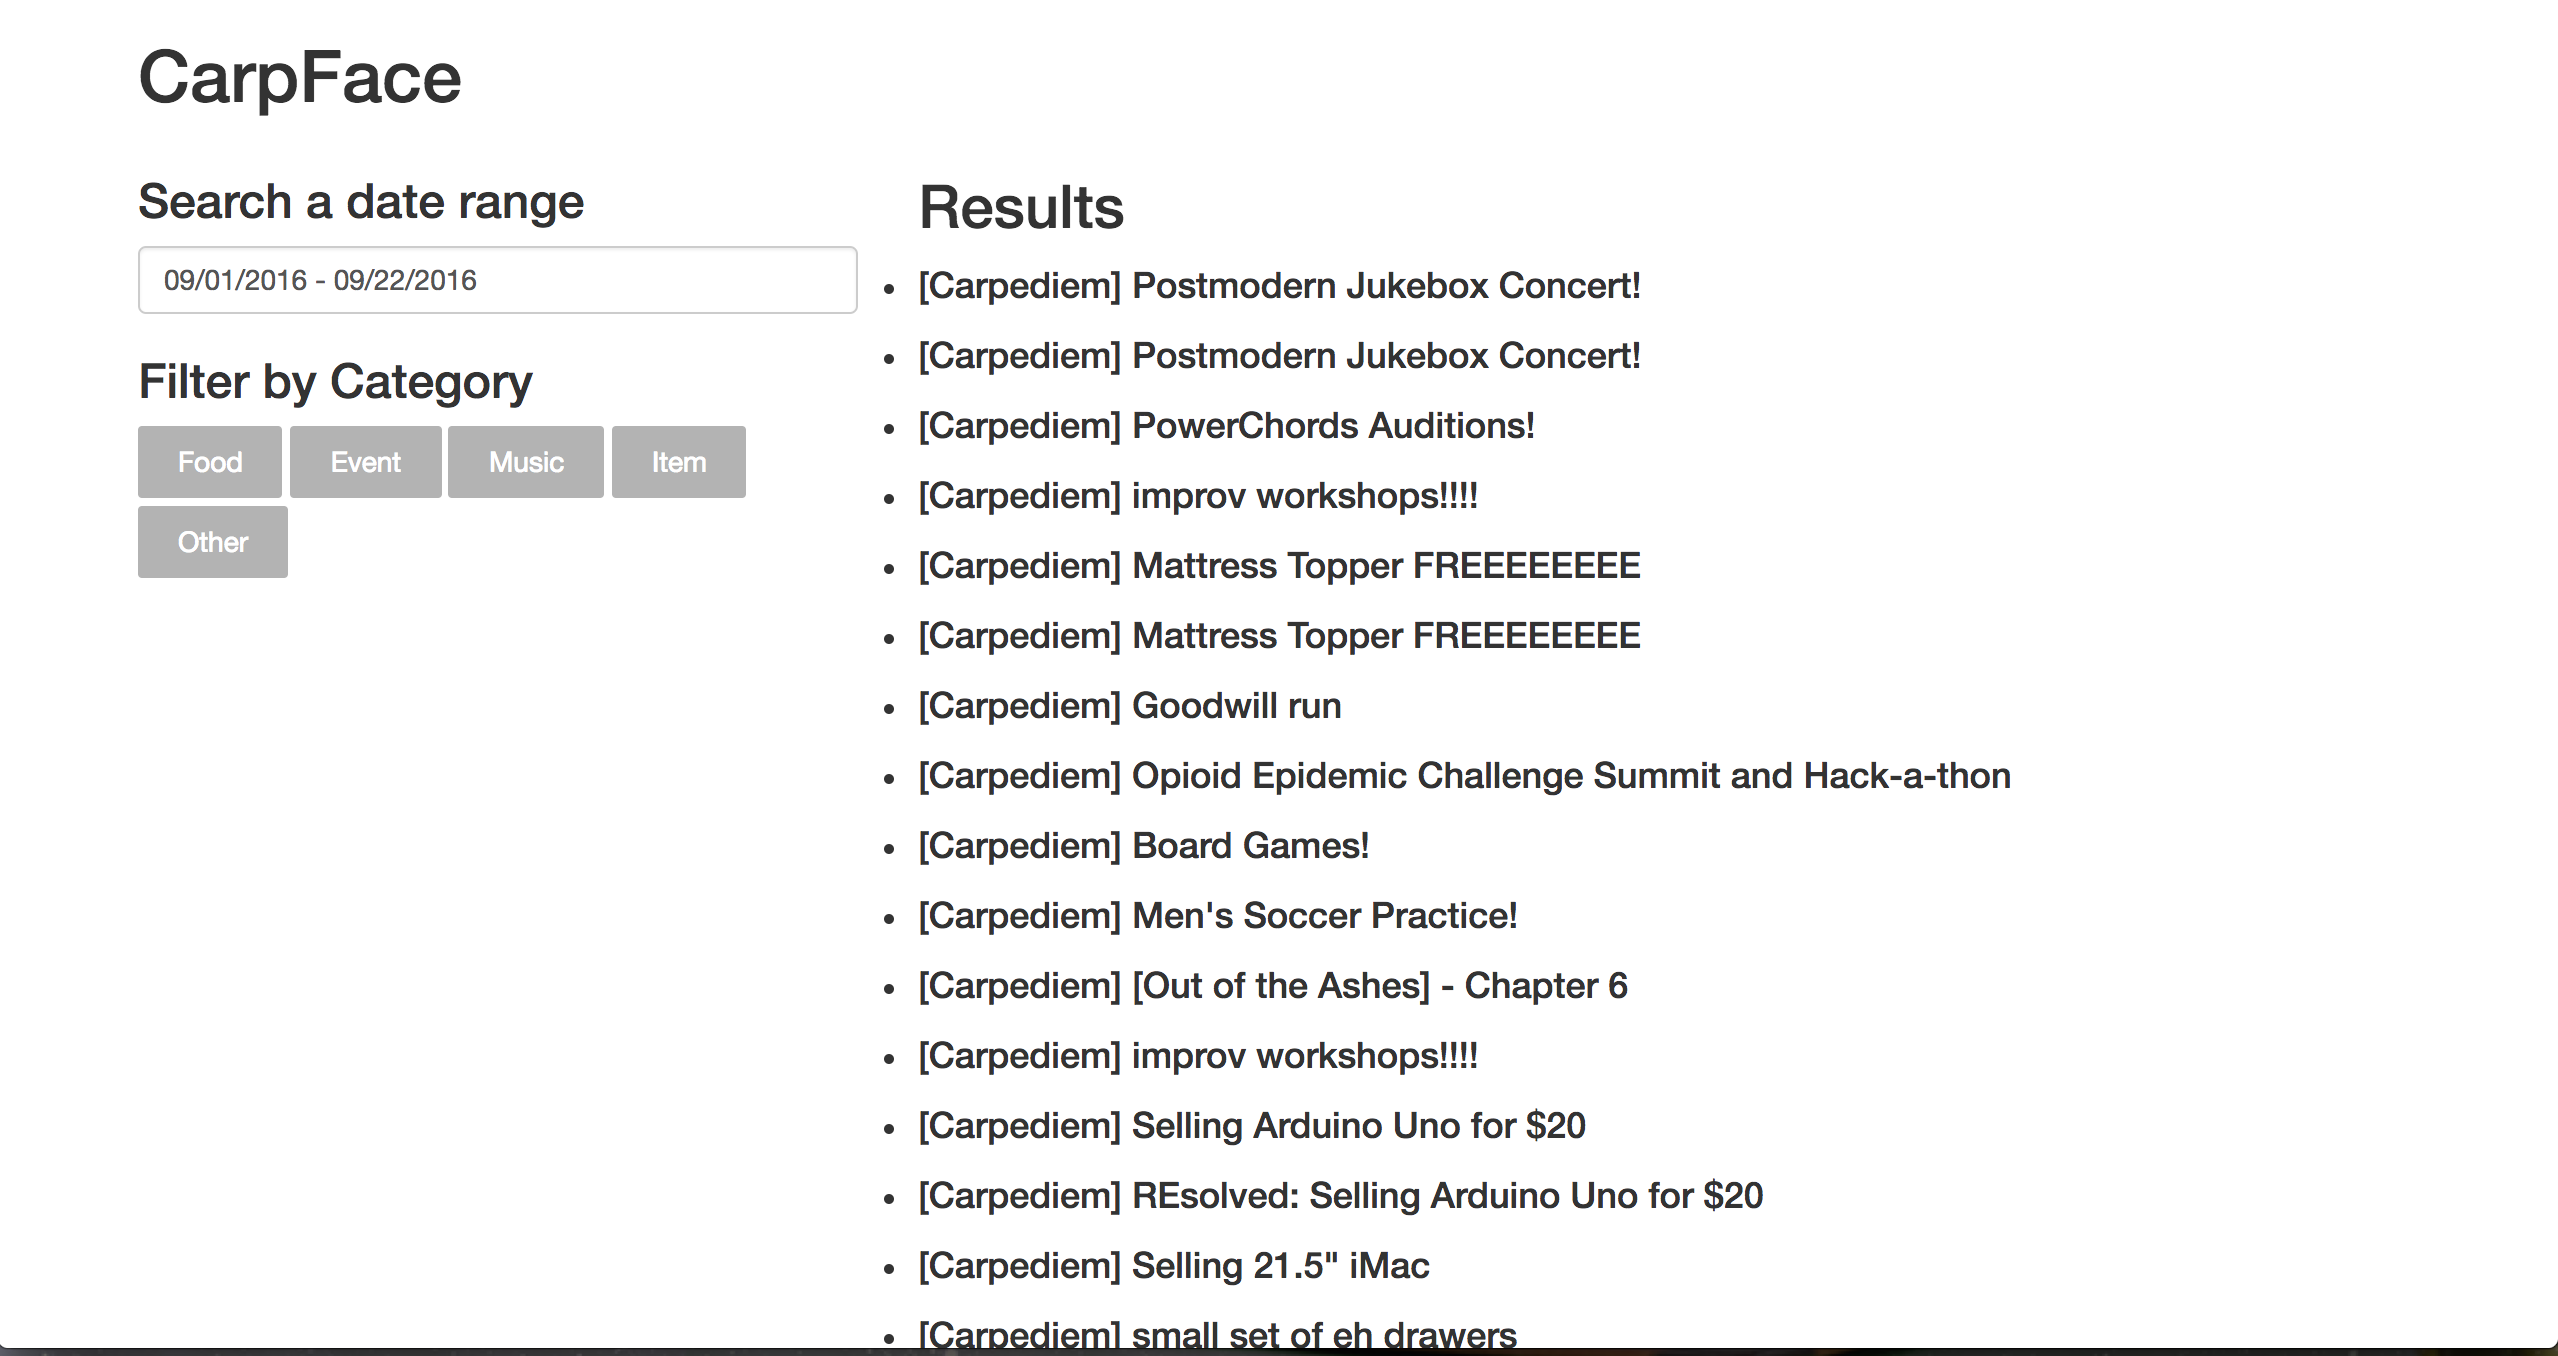 CarpFace
Search a date range
09/01/2016 - 09/22/2016
Filter by Category
Food Event Music Item
Other
Results
[Carpediem] Postmodern Jukebox Concert!
[Carpediem] Postmodern Jukebox Concert!
[Carpediem] PowerChords Auditions!
[Carpediem] improv workshops!!!!
[Carpediem] Mattress Topper FREEEEEEEE
[Carpediem] Mattress Topper FREEEEEEEE
[Carpediem] Goodwill run
[Carpediem] Opioid Epidemic Challenge Summit and Hack-a-thon
[Carpediem] Board Games!
[Carpediem] Men's Soccer Practice!
[Carpediem] [Out of the Ashes] - Chapter 6
[Carpediem] improv workshops!!!!
[Carpediem] Selling Arduino Uno for $20
[Carpediem] REsolved: Selling Arduino Uno for $20
[Carpediem] Selling 21.5" iMac
[Carpediem] small set of eh drawers